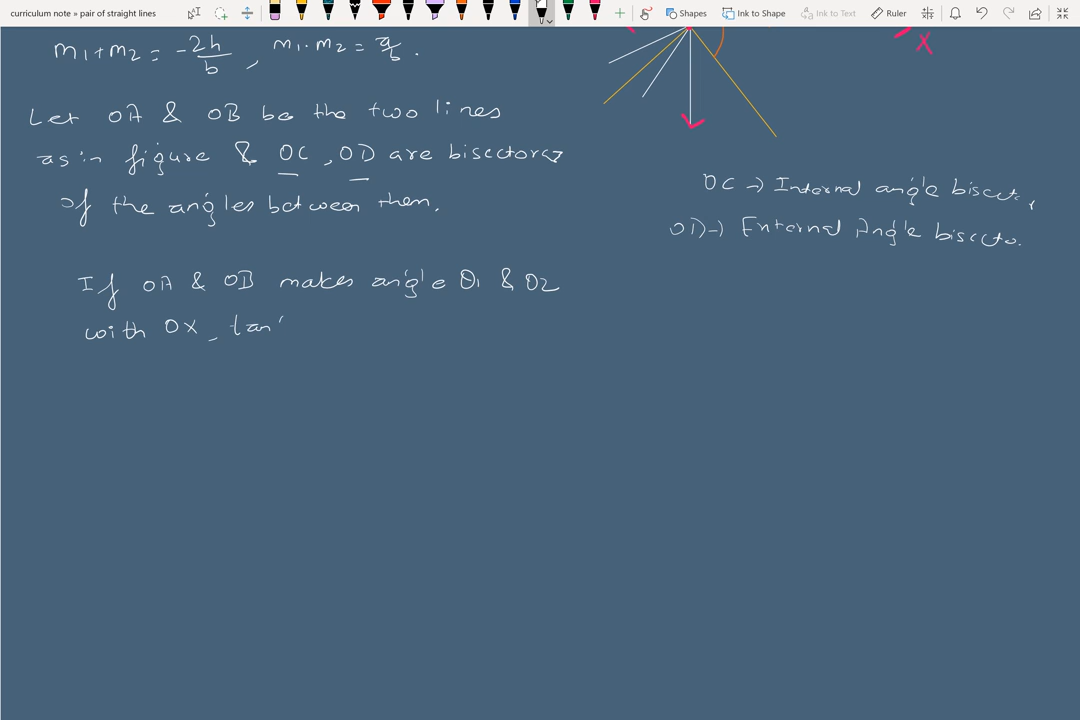 curriculum note » pair of straight lines
Shapes
Ink to Shape
Ink to Text
Ruler
m₁+m₂ = -2h/b , m₁·m₂ = a/b .
X
Let OA & OB be the two lines
as in figure & OC , OD are bisectors
of the angles between them.
OC → Internal angle bisector
OD → External Angle bisector
If OA & OB makes angle θ₁ & θ₂
with OX , tan